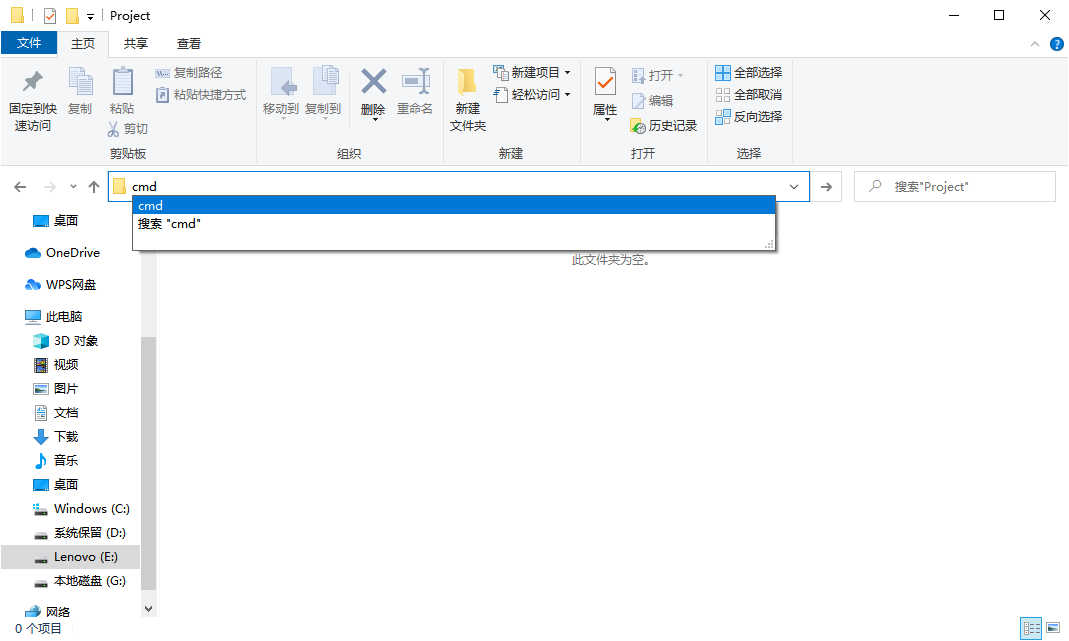 Project
文件 主页 共享 查看
固定到快速访问
复制
粘贴
复制路径
粘贴快捷方式
剪切
剪贴板
移动到
复制到
删除
重命名
组织
新建文件夹
新建项目
轻松访问
新建
属性
打开
编辑
历史记录
打开
全部选择
全部取消
反向选择
选择
cmd
搜索"Project"
cmd
搜索 "cmd"
此文件夹为空。
桌面
OneDrive
WPS网盘
此电脑
3D 对象
视频
图片
文档
下载
音乐
桌面
Windows (C:)
系统保留 (D:)
Lenovo (E:)
本地磁盘 (G:)
网络
0 个项目